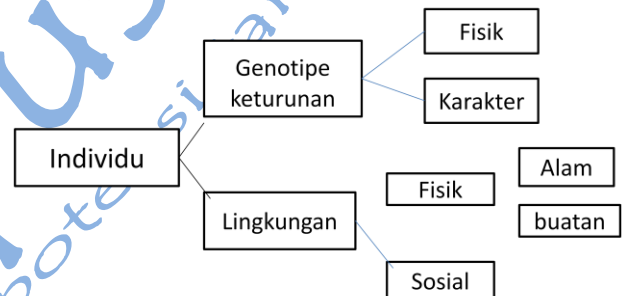 Fisik
Genotipe
keturunan
Karakter
Individu
Alam
Fisik
Lingkungan
buatan
Sosial